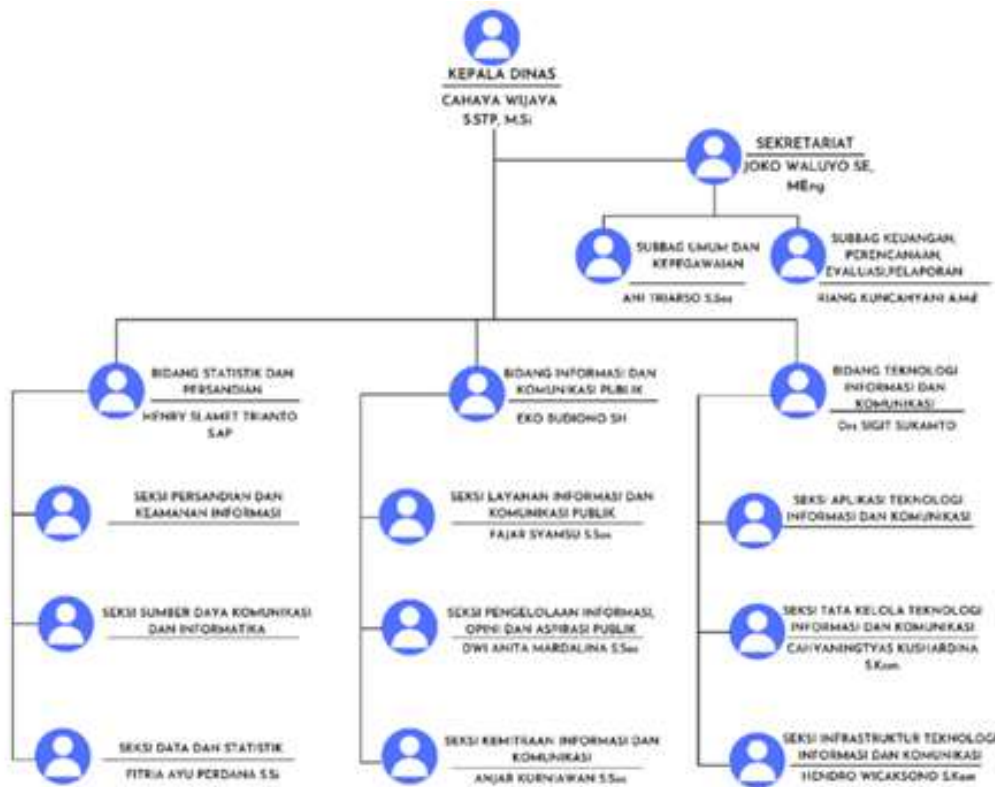 KEPALA DINAS
CAHAYA WIJAYA
S.STP, M.Si
SEKRETARIAT
JOKO WALUYO SE,
MEng
SUBBAG UMUM DAN
KEPEGAWAIAN
ANI TRIARSO S.Sos
SUBBAG KEUANGAN,
PERENCANAAN,
EVALUASI,PELAPORAN
RIANG KUNCAHYANI A.Md
BIDANG STATISTIK DAN
PERSANDIAN
HENRY SLAMET TRIANTO
S.AP
BIDANG INFORMASI DAN
KOMUNIKASI PUBLIK
EKO BUDIONO SH
BIDANG TEKNOLOGI
INFORMASI DAN
KOMUNIKASI
Drs SIGIT SUKAMTO
SEKSI PERSANDIAN DAN
KEAMANAN INFORMASI
SEKSI LAYANAN INFORMASI DAN
KOMUNIKASI PUBLIK
FAJAR SYAMSU S.Sos
SEKSI APLIKASI TEKNOLOGI
INFORMASI DAN KOMUNIKASI
SEKSI SUMBER DAYA KOMUNIKASI
DAN INFORMATIKA
SEKSI PENGELOLAAN INFORMASI,
OPINI DAN ASPIRASI PUBLIK
DWI ANITA MARDALINA S.Sos
SEKSI TATA KELOLA TEKNOLOGI
INFORMASI DAN KOMUNIKASI
CAHYANINGTYAS KUSHARDINA
S.Kom
SEKSI DATA DAN STATISTIK
FITRIA AYU PERDANA S.Si
SEKSI KEMITRAAN INFORMASI DAN
KOMUNIKASI
ANJAR KURNIAWAN S.Sos
SEKSI INFRASTRUKTUR TEKNOLOGI
INFORMASI DAN KOMUNIKASI
HENDRO WICAKSONO S.Kom